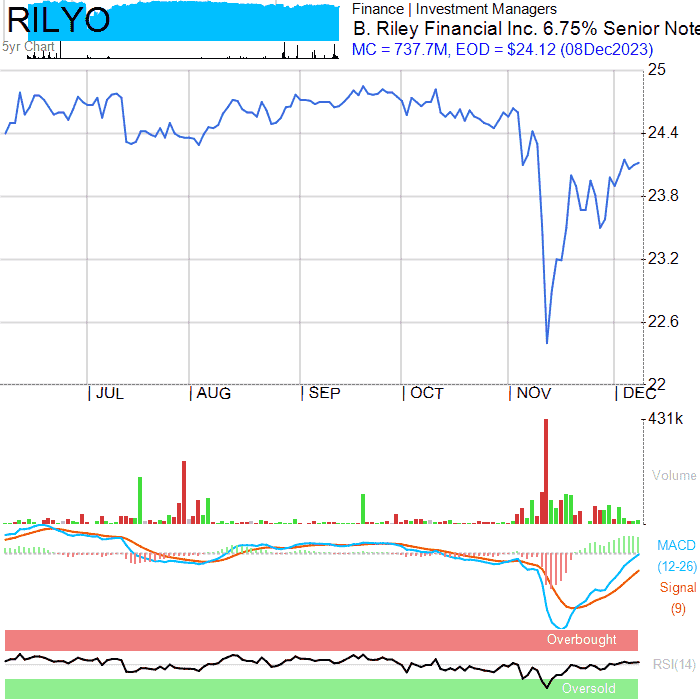 RILYO
Finance | Investment Managers
B. Riley Financial Inc. 6.75% Senior Note
5yr Chart
MC = 737.7M, EOD = $24.12 (08Dec2023)
25
24.4
23.8
23.2
22.6
22
JUL AUG SEP OCT NOV DEC
431k
Volume
MACD
(12-26)
Signal
(9)
Overbought
RSI(14)
Oversold